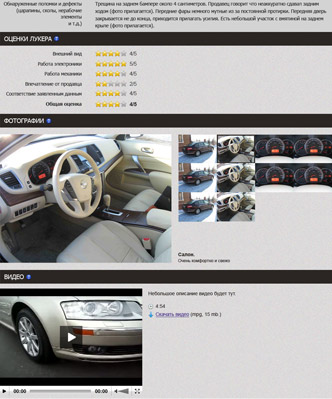 Обнаруженные поломки и дефекты
(царапины, сколы, нерабочие
элементы
и т.д.)
Трещина на заднем бампере около 4 сантиметров. Продавец говорит что неаккуратно сдавал задним
ходом (фото прилагается). Передние фары немного мутные из за постоянной протирки. Передняя дверь
закрывается не до конца, приходится прилагать усилия. Есть небольшой участок с вмятиной на заднем
крыле (фото прилагается).
ОЦЕНКИ ЛУКЕРА
Внешний вид 4/5
Работа электроники 5/5
Работа механики 4/5
Впечатление от продавца 2/5
Соответствие заявленным данным 4/5
Общая оценка 4/5
ФОТОГРАФИИ
Салон.
Очень комфортно и свежо
ВИДЕО
Небольшое описание видео будет тут.
4:54
Скачать видео (mpg, 15 mb.)
00:00 00:00